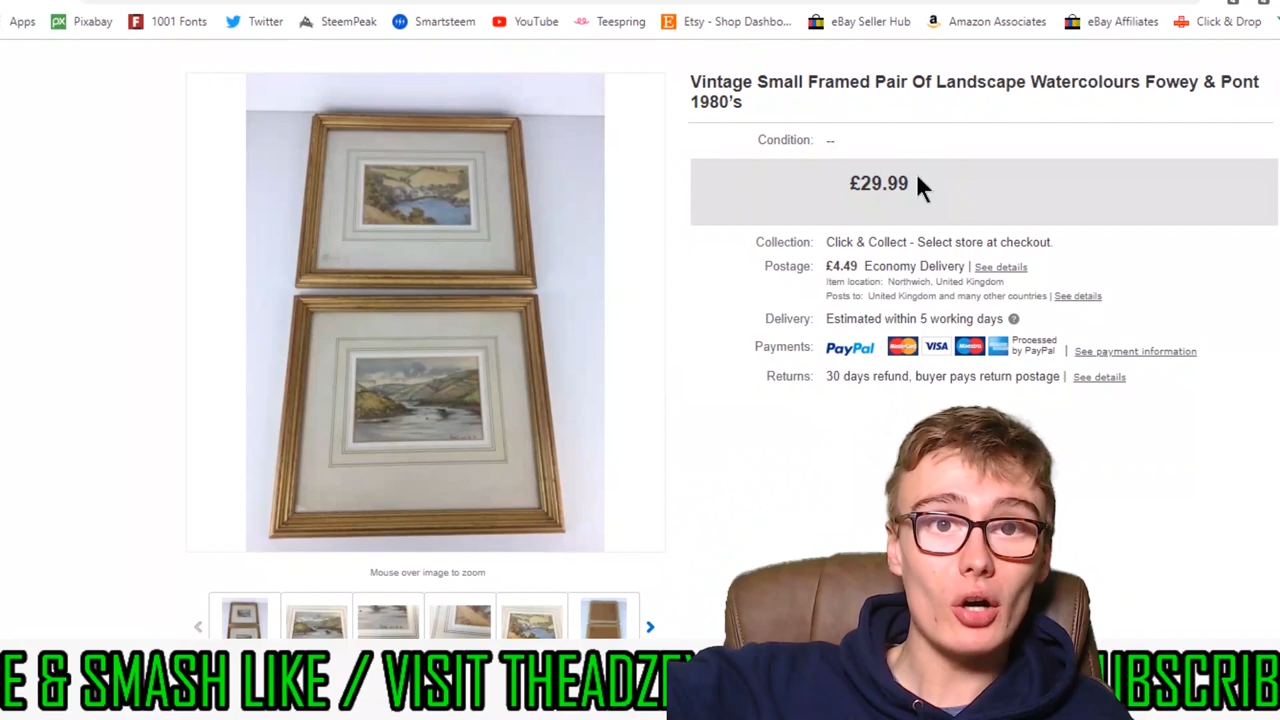 Apps
Pixabay
1001 Fonts
Twitter
SteemPeak
Smartsteem
YouTube
Teespring
Etsy - Shop Dashbo...
eBay Seller Hub
Amazon Associates
eBay Affiliates
Click & Drop
Vintage Small Framed Pair Of Landscape Watercolours Fowey & Pont
1980's
Condition: --
£29.99
Collection: Click & Collect - Select store at checkout.
Postage: £4.49 Economy Delivery | See details
Item location: Northwich, United Kingdom
Posts to: United Kingdom and many other countries | See details
Delivery: Estimated within 5 working days
Payments: PayPal MasterCard VISA Maestro Processed by PayPal | See payment information
Returns: 30 days refund, buyer pays return postage | See details
Mouse over image to zoom
E & SMASH LIKE / VISIT THEADZE UBSCRIB